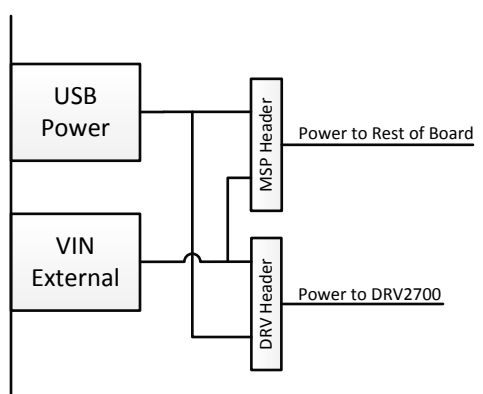 USB
Power
MSP Header
Power to Rest of Board
VIN
External
DRV Header
Power to DRV2700